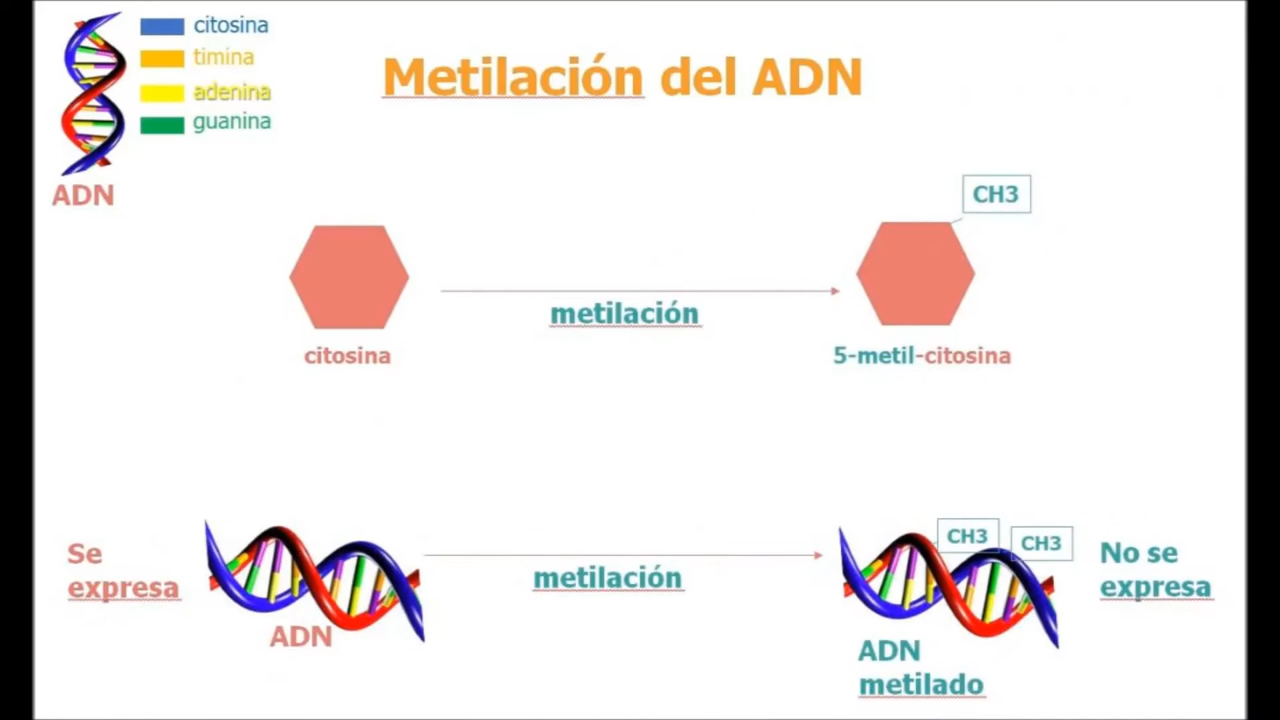 citosina
timina
adenina
guanina
ADN
Metilación del ADN
CH3
metilación
citosina
5-metil-citosina
Se
expresa
ADN
metilación
CH3
CH3
No se
expresa
ADN
metilado